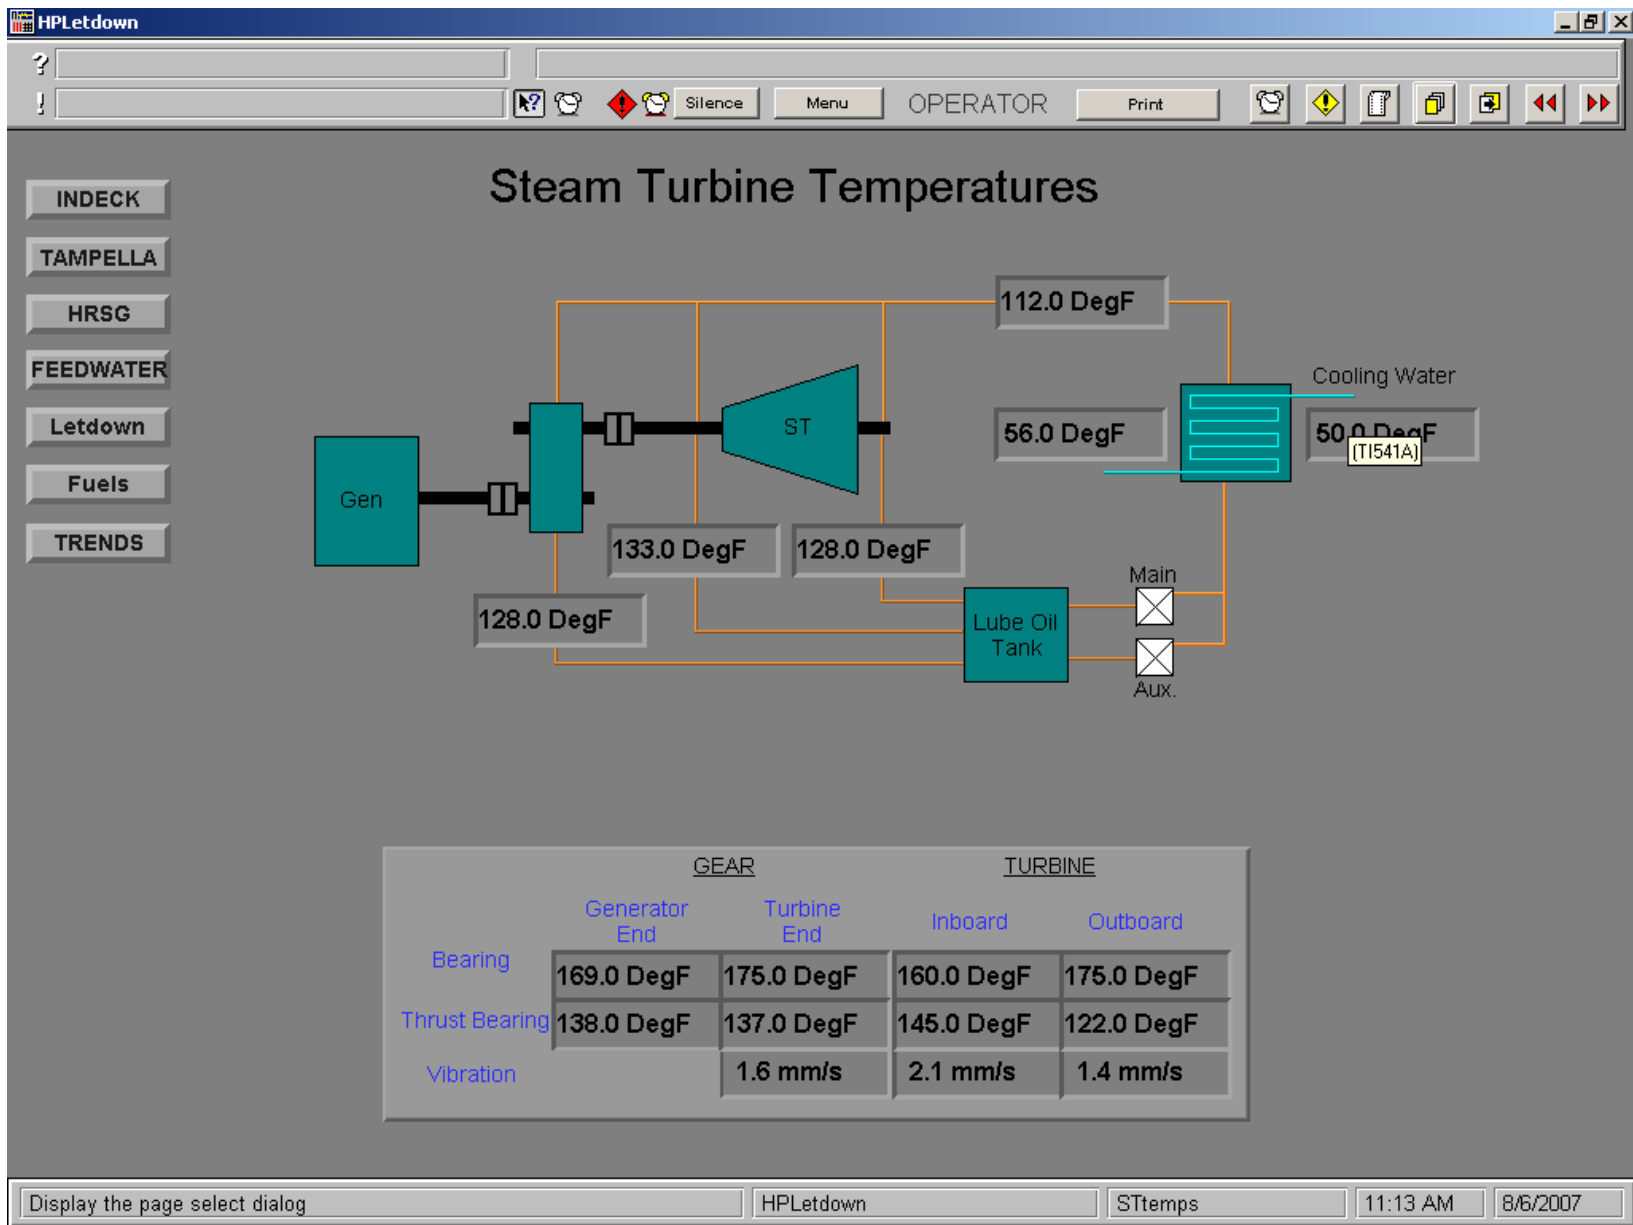 HPLetdown
?
!
Silence
Menu
OPERATOR
Print
Steam Turbine Temperatures
INDECK
TAMPELLA
HRSG
FEEDWATER
Letdown
Fuels
TRENDS
112.0 DegF
Cooling Water
56.0 DegF
50.0 DegF
(TI541A)
ST
Gen
133.0 DegF
128.0 DegF
128.0 DegF
Main
Lube Oil
Tank
Aux.
GEAR
TURBINE
Generator
End
Turbine
End
Inboard
Outboard
Bearing
169.0 DegF
175.0 DegF
160.0 DegF
175.0 DegF
Thrust Bearing
138.0 DegF
137.0 DegF
145.0 DegF
122.0 DegF
Vibration
1.6 mm/s
2.1 mm/s
1.4 mm/s
Display the page select dialog
HPLetdown
STtemps
11:13 AM
8/6/2007